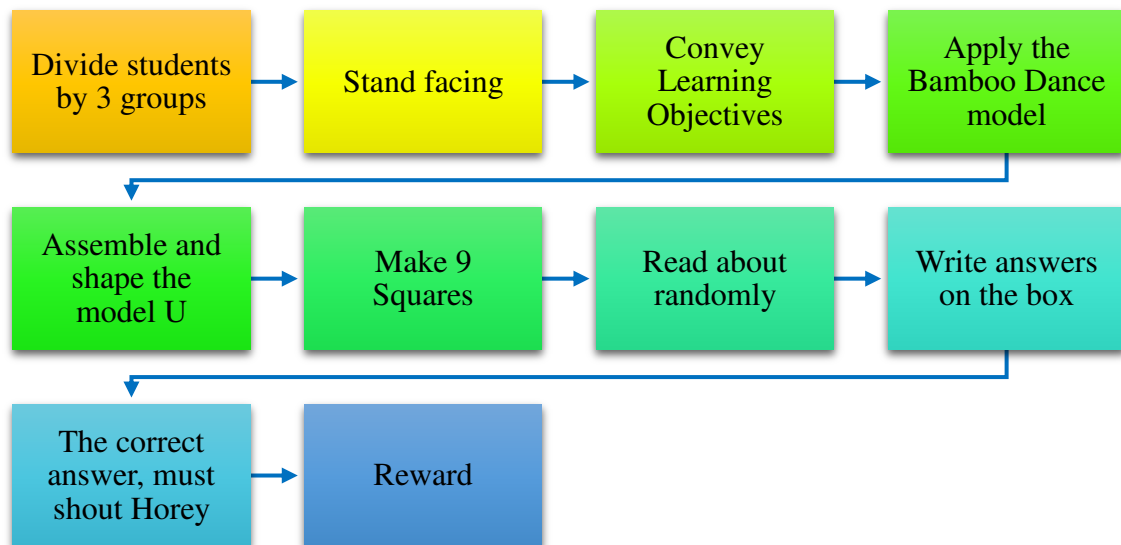 Divide students
by 3 groups
Stand facing
Convey
Learning
Objectives
Apply the
Bamboo Dance
model
Assemble and
shape the
model U
Make 9
Squares
Read about
randomly
Write answers
on the box
The correct
answer, must
shout Horey
Reward